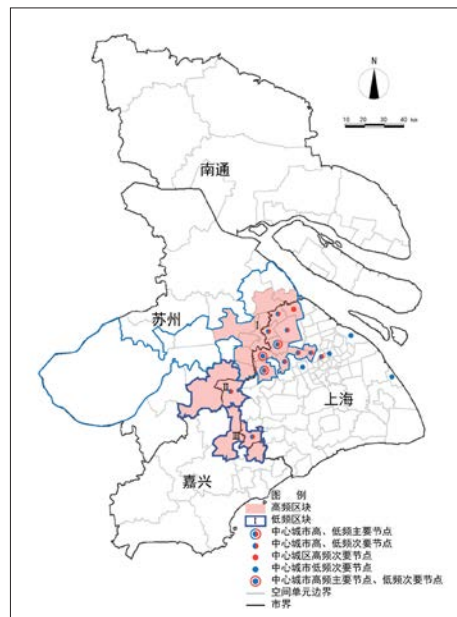 N
10 20 30 40 km
南通
苏州
上海
嘉兴
图 例
高频区块
低频区块
中心城市高、低频主要节点
中心城市高、低频次要节点
中心城区高频次要节点
中心城市低频次要节点
中心城市高频主要节点、低频次要节点
空间单元边界
市界